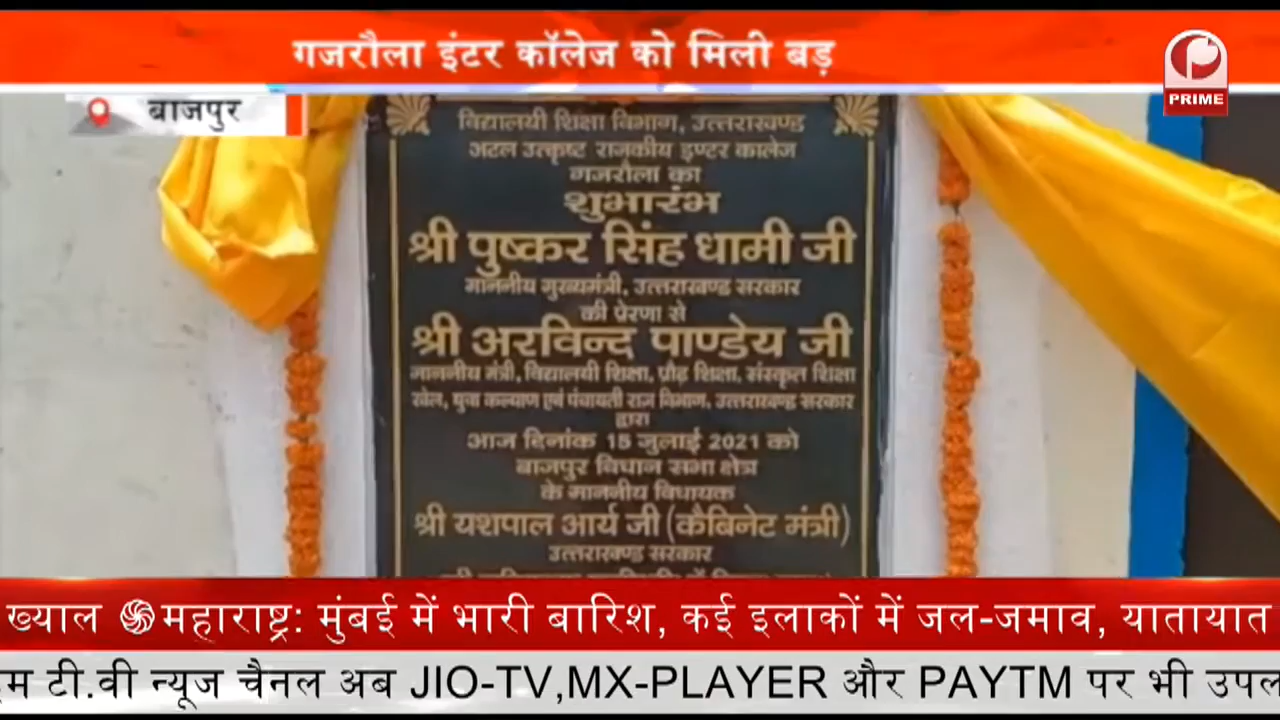 गजरौला इंटर कॉलेज को मिली बड़
PRIME
बाजपुर
विद्यालयी शिक्षा विभाग, उत्तराखण्ड
अटल उत्कृष्ट राजकीय इण्टर कालेज
गजरौला का
शुभारंभ
श्री पुष्कर सिंह धामी जी
माननीय मुख्यमंत्री, उत्तराखण्ड सरकार
की प्रेरणा से
श्री अरविन्द पाण्डेय जी
माननीय मंत्री, विद्यालयी शिक्षा, प्रौढ़ शिक्षा, संस्कृत शिक्षा
खेल, युवा कल्याण एवं पंचायती राज विभाग, उत्तराखण्ड सरकार
द्वारा
आज दिनांक 15 जुलाई 2021 को
बाजपुर विधान सभा क्षेत्र
के माननीय विधायक
श्री यशपाल आर्य जी (कैबिनेट मंत्री)
उत्तराखण्ड सरकार
ख्याल महाराष्ट्र: मुंबई में भारी बारिश, कई इलाकों में जल-जमाव, यातायात
म टी.वी न्यूज चैनल अब JIO-TV,MX-PLAYER और PAYTM पर भी उपल